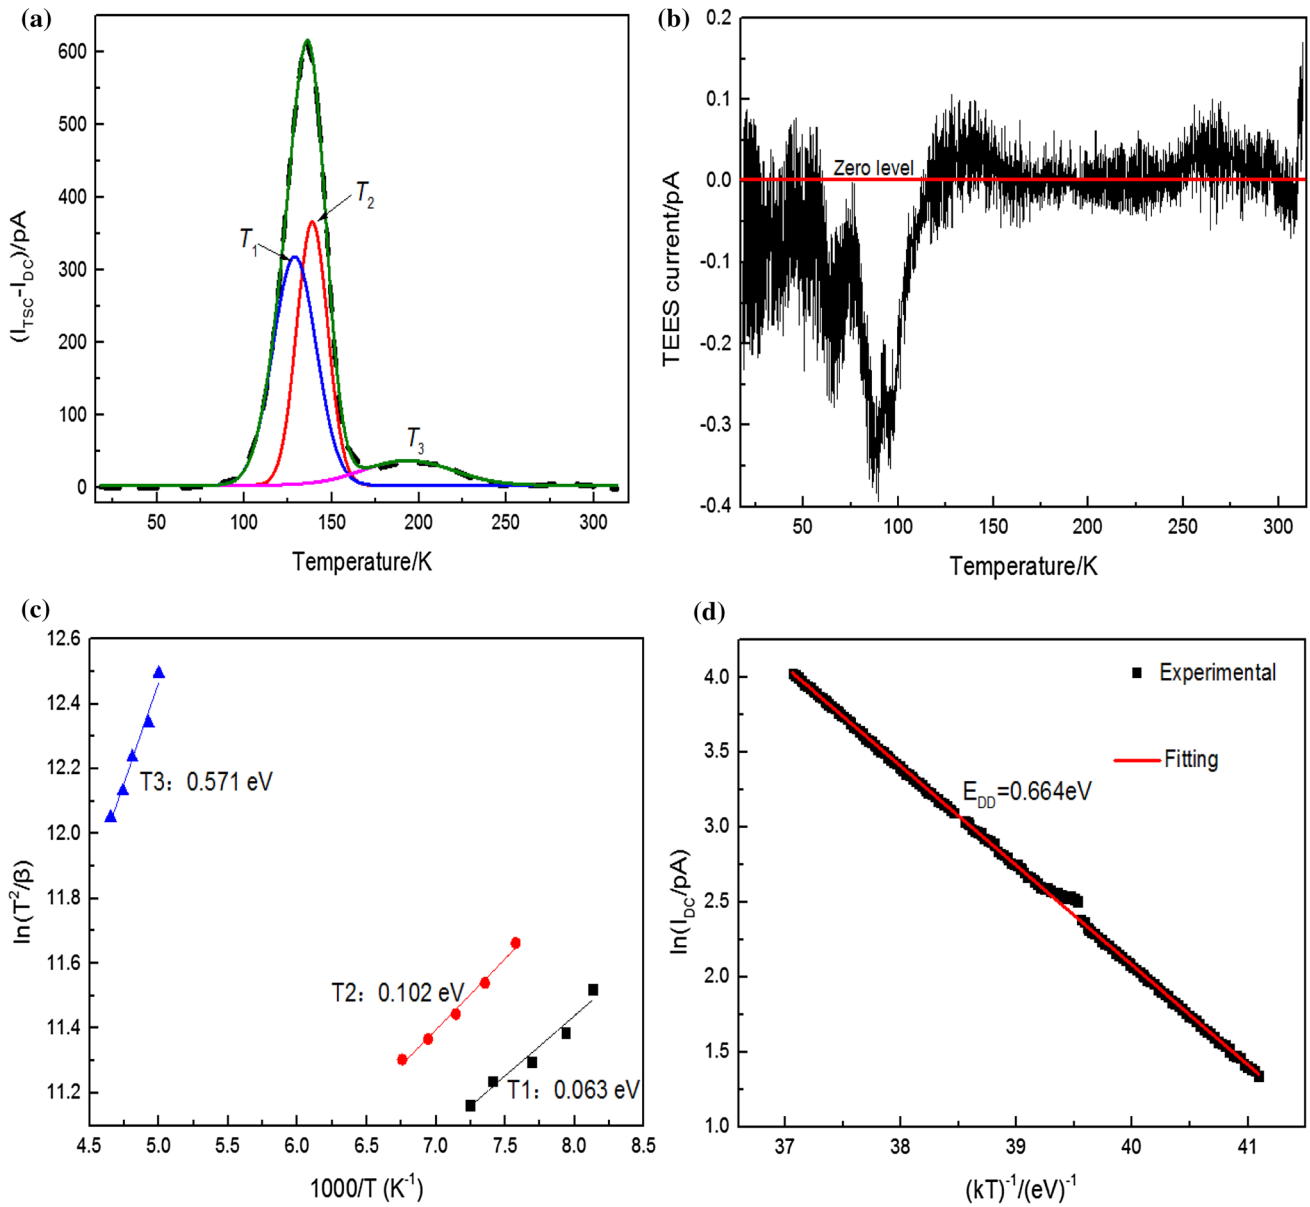 (a)
600
500
400
300
200
100
0
50
100
150
200
250
300
(I_TSC-I_DC)/pA
Temperature/K
T_1
T_2
T_3
(b)
0.2
0.1
0.0
-0.1
-0.2
-0.3
-0.4
50
100
150
200
250
300
TEES current/pA
Temperature/K
Zero level
(c)
12.6
12.4
12.2
12.0
11.8
11.6
11.4
11.2
4.5
5.0
5.5
6.0
6.5
7.0
7.5
8.0
8.5
ln(T²/β)
1000/T (K⁻¹)
T3: 0.571 eV
T2: 0.102 eV
T1: 0.063 eV
(d)
4.0
3.5
3.0
2.5
2.0
1.5
1.0
37
38
39
40
41
ln(I_DC/pA)
(kT)⁻¹/(eV)⁻¹
Experimental
Fitting
E_DD=0.664eV